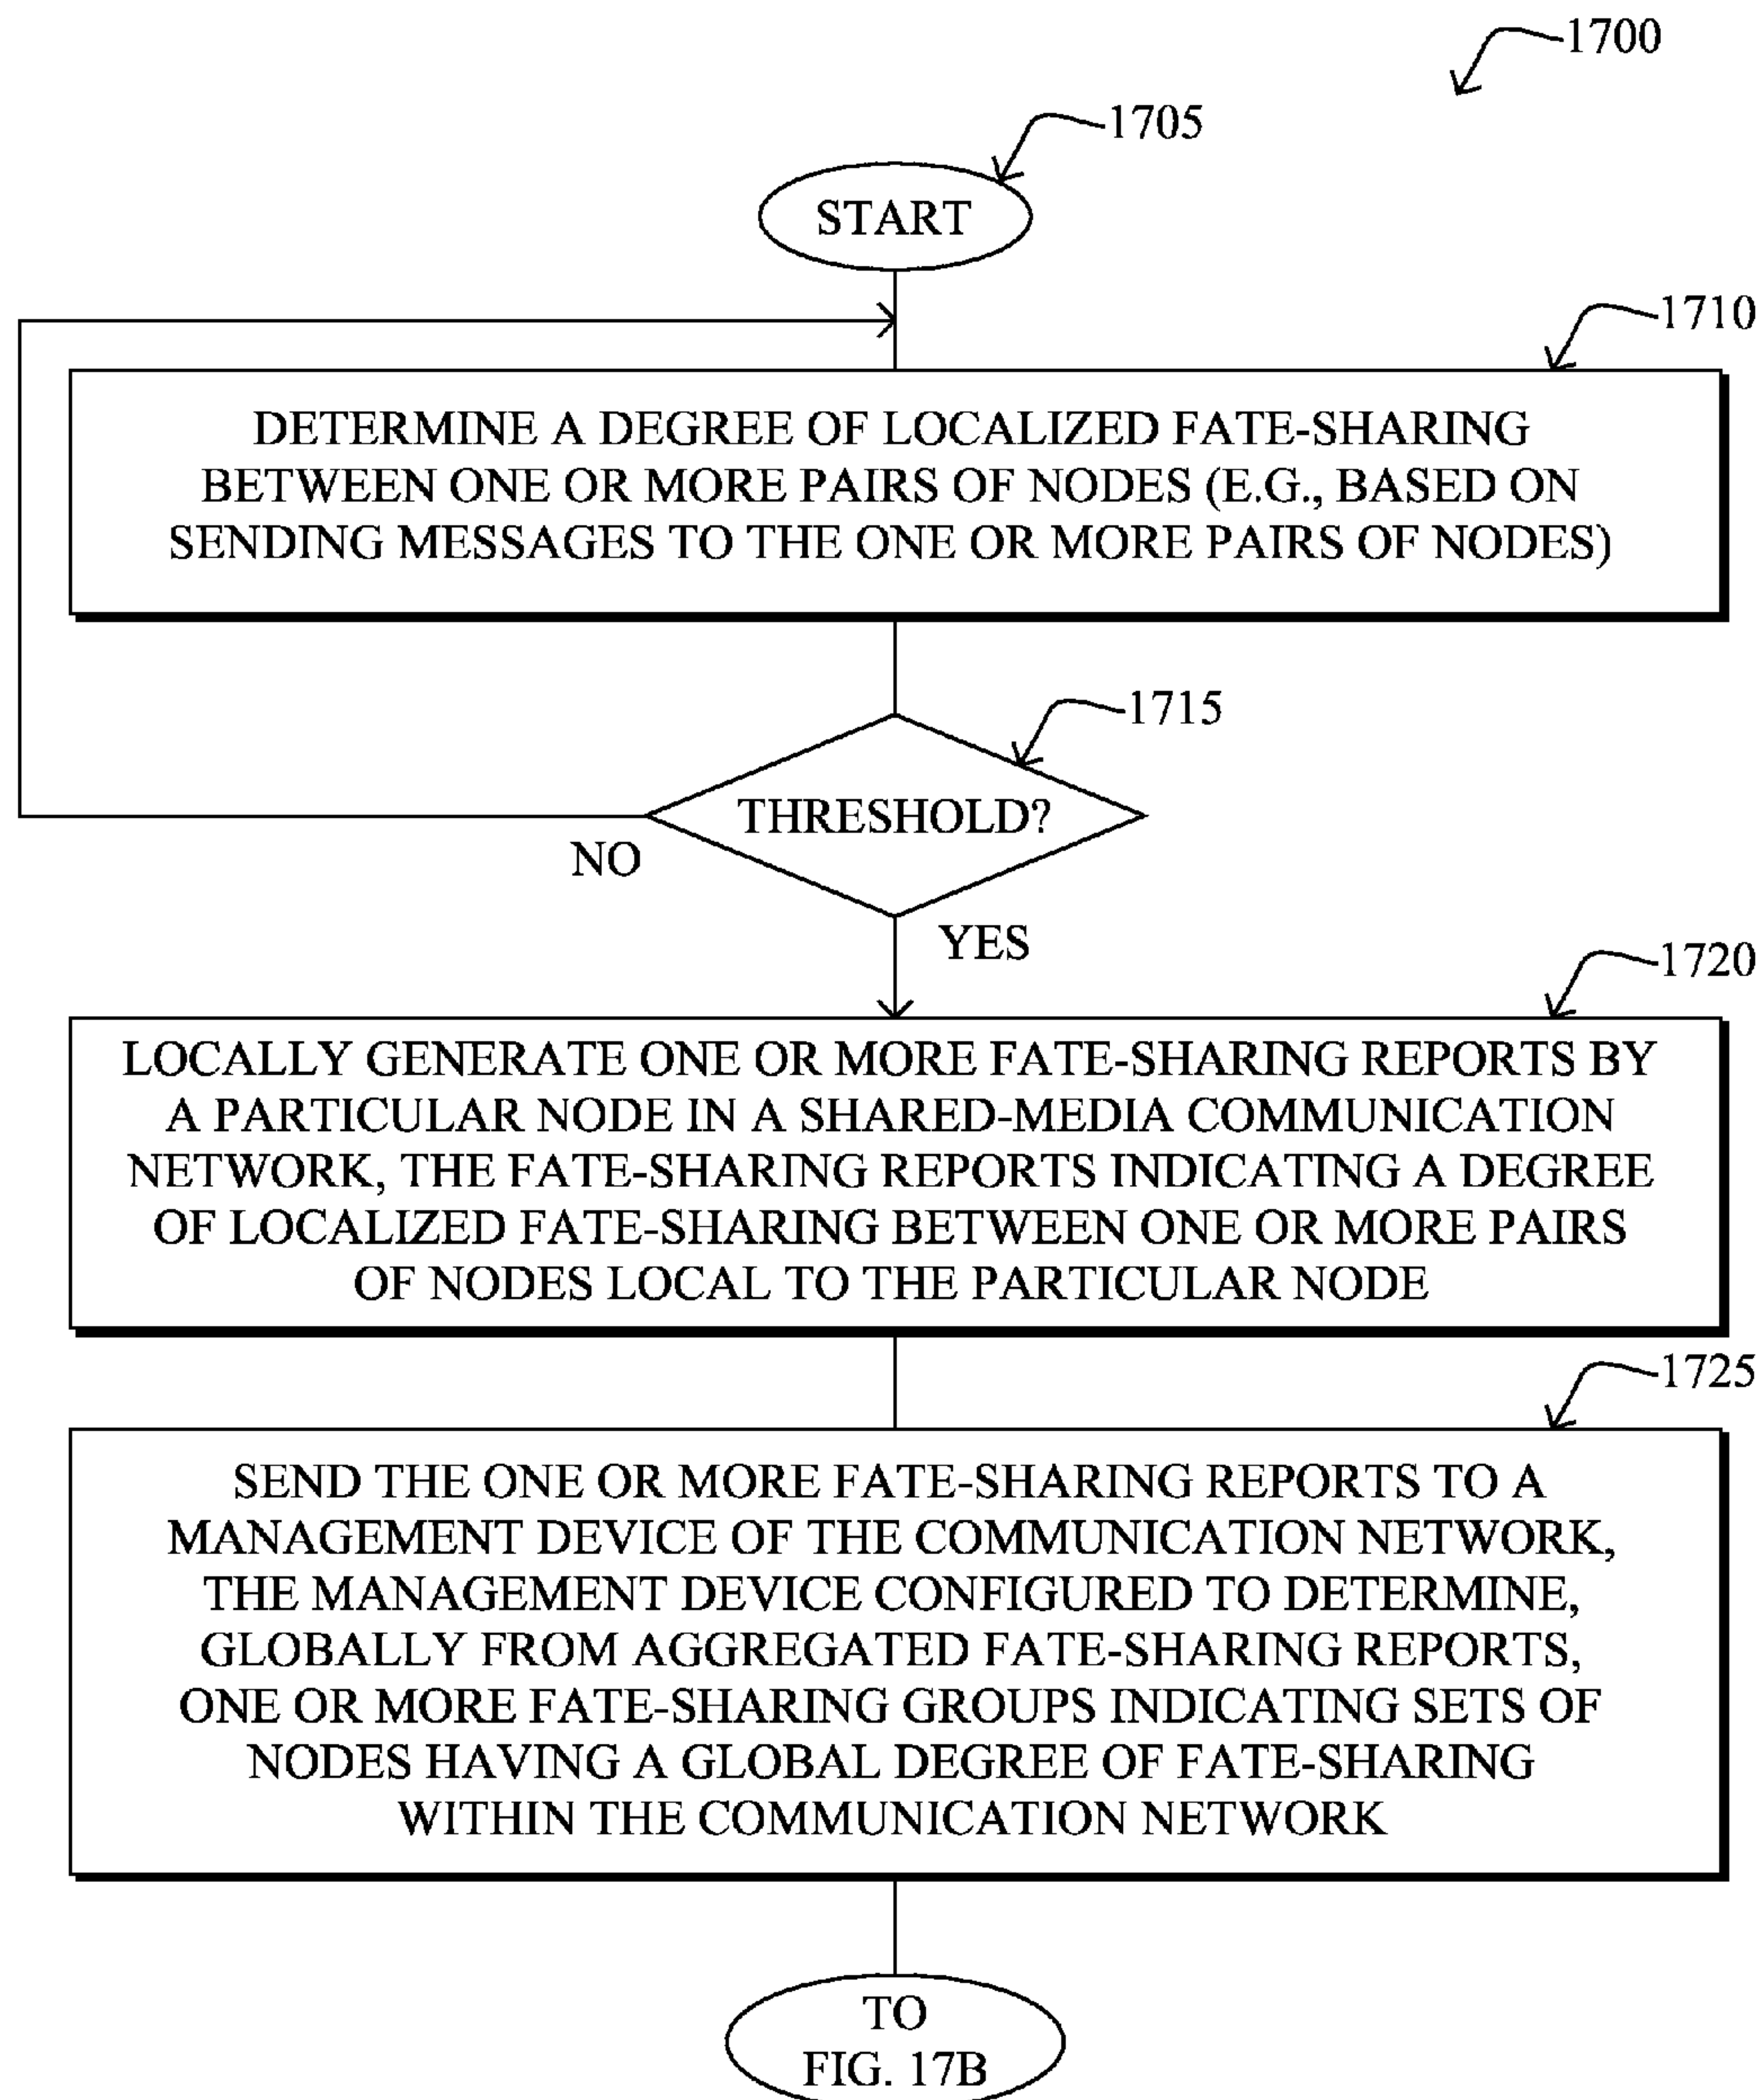 1700
1705
START
1710
DETERMINE A DEGREE OF LOCALIZED FATE-SHARING
BETWEEN ONE OR MORE PAIRS OF NODES (E.G., BASED ON
SENDING MESSAGES TO THE ONE OR MORE PAIRS OF NODES)
1715
THRESHOLD?
NO
YES
1720
LOCALLY GENERATE ONE OR MORE FATE-SHARING REPORTS BY
A PARTICULAR NODE IN A SHARED-MEDIA COMMUNICATION
NETWORK, THE FATE-SHARING REPORTS INDICATING A DEGREE
OF LOCALIZED FATE-SHARING BETWEEN ONE OR MORE PAIRS
OF NODES LOCAL TO THE PARTICULAR NODE
1725
SEND THE ONE OR MORE FATE-SHARING REPORTS TO A
MANAGEMENT DEVICE OF THE COMMUNICATION NETWORK,
THE MANAGEMENT DEVICE CONFIGURED TO DETERMINE,
GLOBALLY FROM AGGREGATED FATE-SHARING REPORTS,
ONE OR MORE FATE-SHARING GROUPS INDICATING SETS OF
NODES HAVING A GLOBAL DEGREE OF FATE-SHARING
WITHIN THE COMMUNICATION NETWORK
TO
FIG. 17B